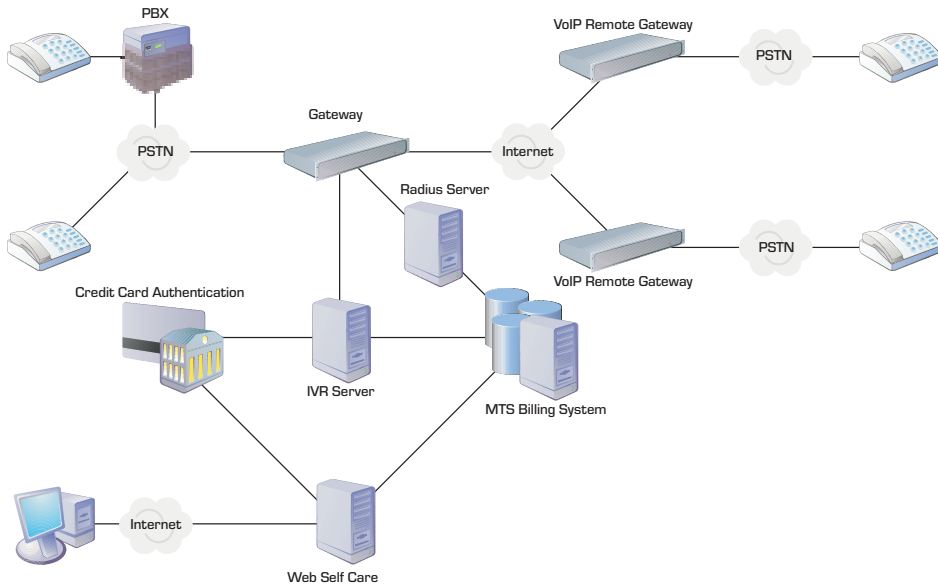 PBX
VoIP Remote Gateway
PSTN
Gateway
PSTN
Internet
Radius Server
PSTN
VoIP Remote Gateway
Credit Card Authentication
IVR Server
MTS Billing System
Internet
Web Self Care